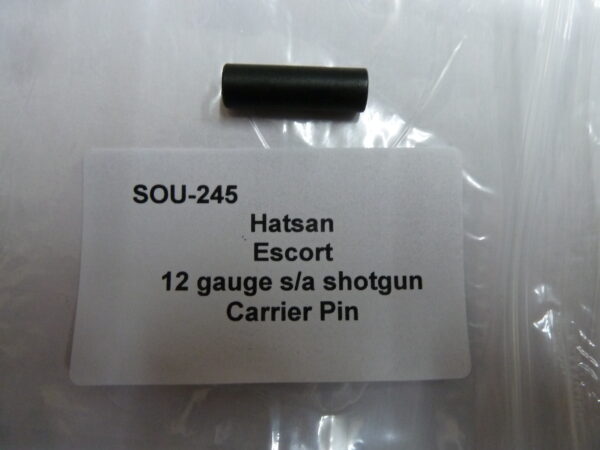 SOU-245
Hatsan
Escort
12 gauge s/a shotgun
Carrier Pin